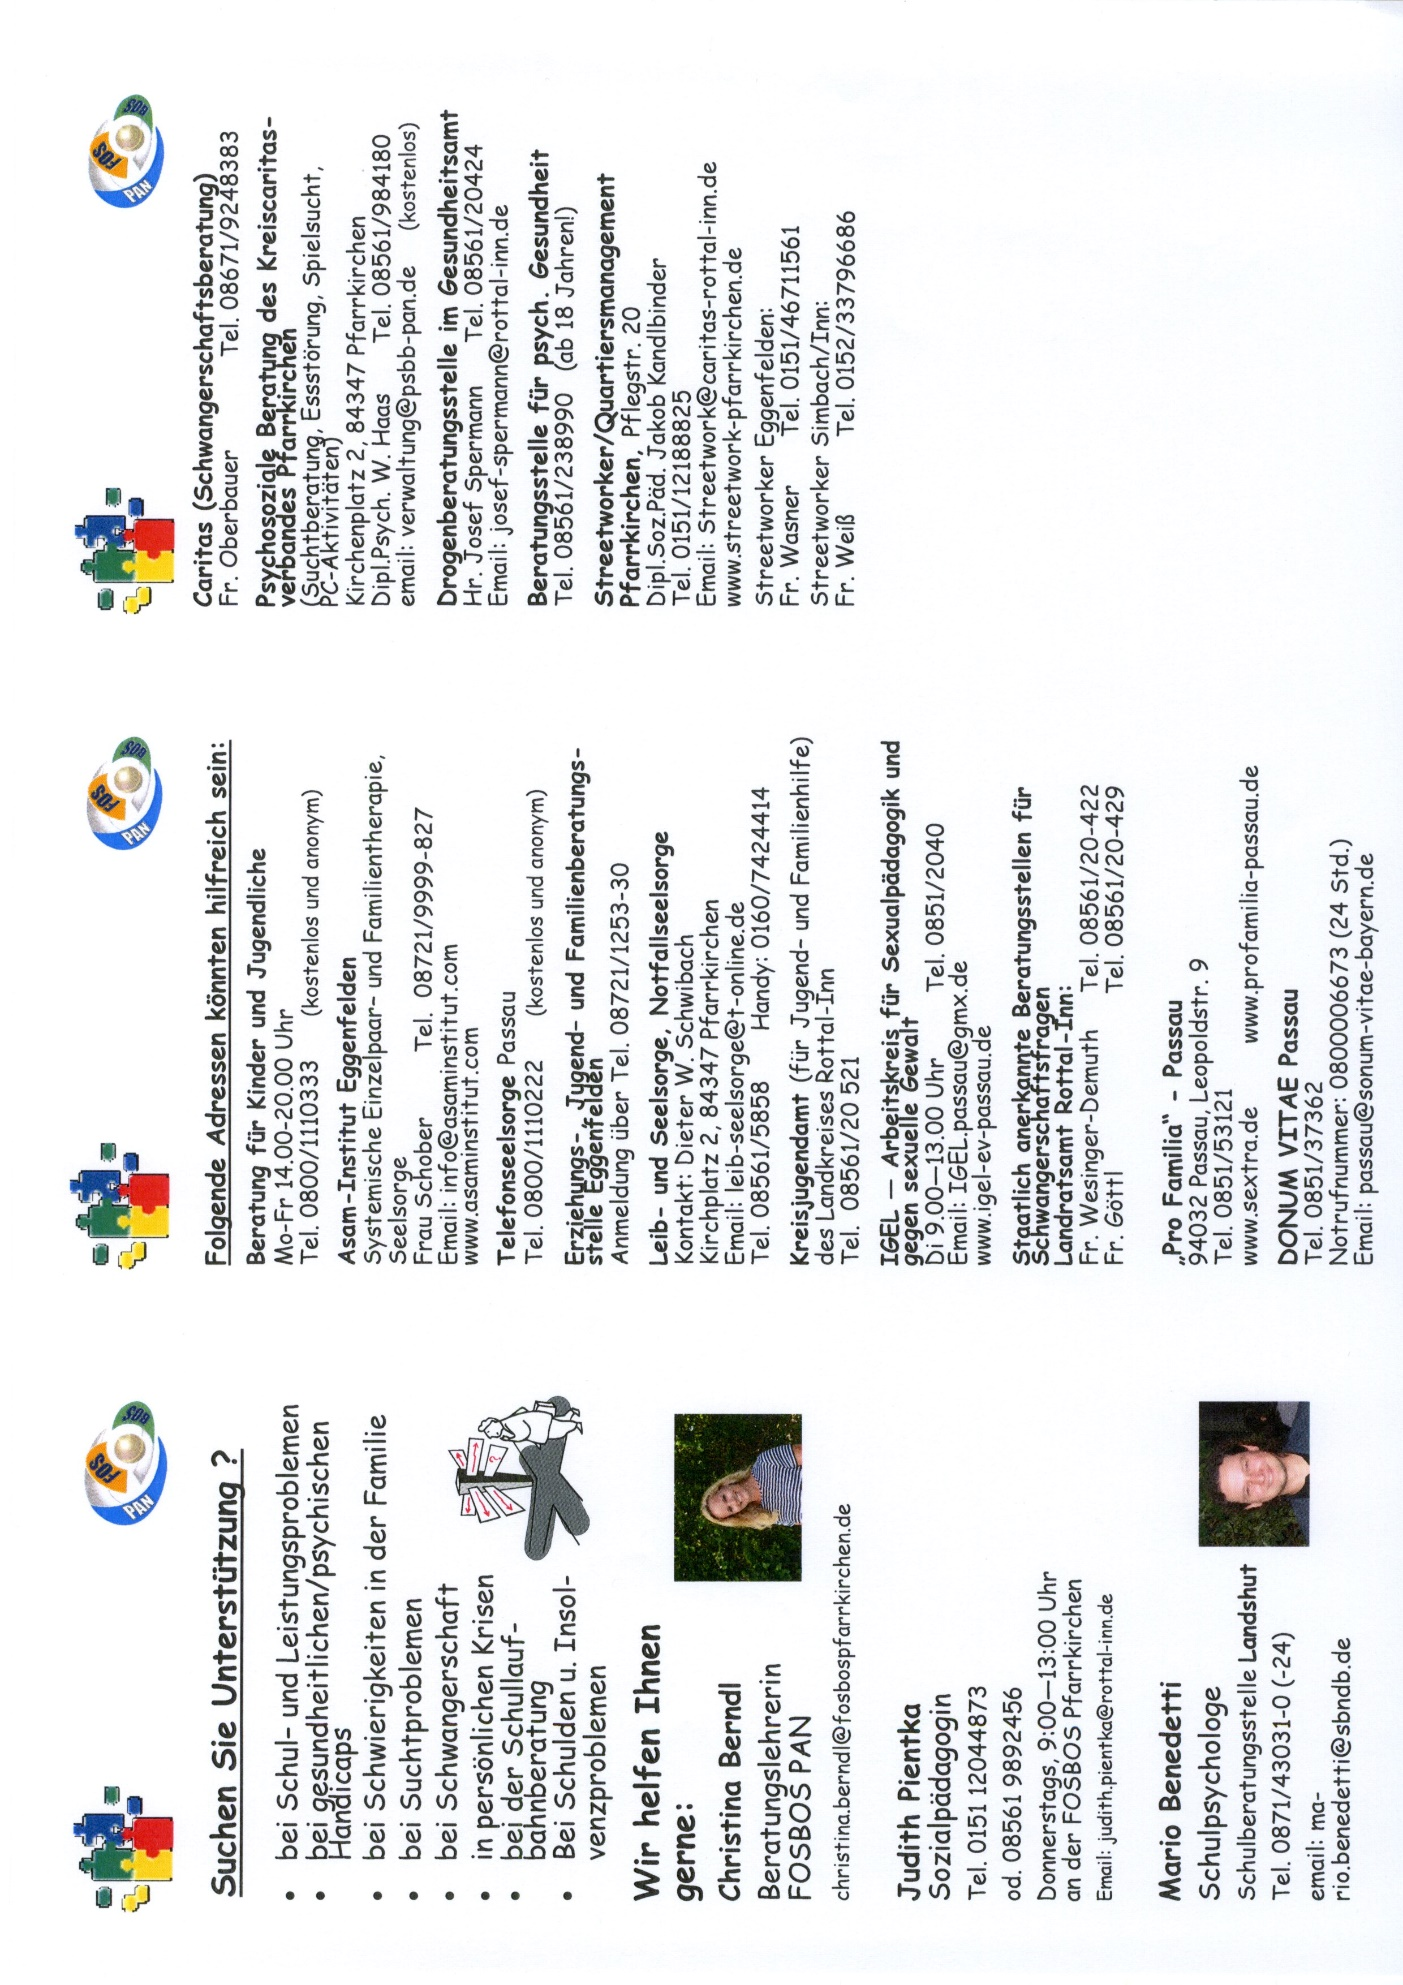 PAN
FOS
BOS
Suchen Sie Unterstützung ?
• bei Schul- und Leistungsproblemen
• bei gesundheitlichen/psychischen
Handicaps
• bei Schwierigkeiten in der Familie
• bei Suchtproblemen
• bei Schwangerschaft
• in persönlichen Krisen
• bei der Schullauf-
bahnberatung
• Bei Schulden u. Insol-
venzproblemen
?
Wir helfen Ihnen
gerne:
Christina Berndl
Beratungslehrerin
FOSBOS PAN
christina.berndl@fosbospfarrkirchen.de
Judith Pientka
Sozialpädagogin
Tel. 0151 12044873
od. 08561 9892456
Donnerstags, 9:00—13:00 Uhr
an der FOSBOS Pfarrkirchen
Email: judith.pientka@rottal-inn.de
Mario Benedetti
Schulpsychologe
Schulberatungsstelle Landshut
Tel. 0871/43031-0 (-24)
email: ma-
rio.benedetti@sbndb.de
PAN
FOS
BOS
Folgende Adressen könnten hilfreich sein:
Beratung für Kinder und Jugendliche
Mo-Fr 14.00-20.00 Uhr
Tel. 0800/1110333 (kostenlos und anonym)
Asam-Institut Eggenfelden
Systemische Einzelpaar- und Familientherapie,
Seelsorge
Frau Schober Tel. 08721/9999-827
Email: info@asaminstitut.com
www.asaminstitut.com
Telefonseelsorge Passau
Tel. 0800/1110222 (kostenlos und anonym)
Erziehungs-, Jugend- und Familienberatungs-
stelle Eggenfelden
Anmeldung über Tel. 08721/1253-30
Leib- und Seelsorge, Notfallseelsorge
Kontakt: Dieter W. Schwibach
Kirchplatz 2, 84347 Pfarrkirchen
Email: leib-seelsorge@t-online.de
Tel. 08561/5858 Handy: 0160/7424414
Kreisjugendamt (für Jugend- und Familienhilfe)
des Landkreises Rottal-Inn
Tel. 08561/20 521
IGEL — Arbeitskreis für Sexualpädagogik und
gegen sexuelle Gewalt
Di 9.00—13.00 Uhr Tel. 0851/2040
Email: IGEL.passau@gmx.de
www.igel-ev-passau.de
Staatlich anerkannte Beratungsstellen für
Schwangerschaftsfragen
Landratsamt Rottal-Inn:
Fr. Wesinger-Demuth Tel. 08561/20-422
Fr. Göttl Tel. 08561/20-429
„Pro Familia“ - Passau
94032 Passau, Leopoldstr. 9
Tel. 0851/53121
www.sextra.de www.profamilia-passau.de
DONUM VITAE Passau
Tel. 0851/37362
Notrufnummer: 0800006673 (24 Std.)
Email: passau@sonum-vitae-bayern.de
PAN
FOS
BOS
Caritas (Schwangerschaftsberatung)
Fr. Oberbauer Tel. 08671/9248383
Psychosoziale Beratung des Kreiscaritas-
verbandes Pfarrkirchen
(Suchtberatung, Essstörung, Spielsucht,
PC-Aktivitäten)
Kirchenplatz 2, 84347 Pfarrkirchen
Dipl.Psych. W. Haas Tel. 08561/984180
email: verwaltung@psbb-pan.de (kostenlos)
Drogenberatungsstelle im Gesundheitsamt
Hr. Josef Spermann Tel. 08561/20424
Email: josef-spermann@rottal-inn.de
Beratungsstelle für psych. Gesundheit
Tel. 08561/238990 (ab 18 Jahren!)
Streetworker/Quartiersmanagement
Pfarrkirchen, Pflegstr. 20
Dipl.Soz.Päd. Jakob Kandlbinder
Tel. 0151/12188825
Email: Streetwork@caritas-rottal-inn.de
www.streetwork-pfarrkirchen.de
Streetworker Eggenfelden:
Fr. Wasner Tel. 0151/46711561
Streetworker Simbach/Inn:
Fr. Weiß Tel. 0152/33796686